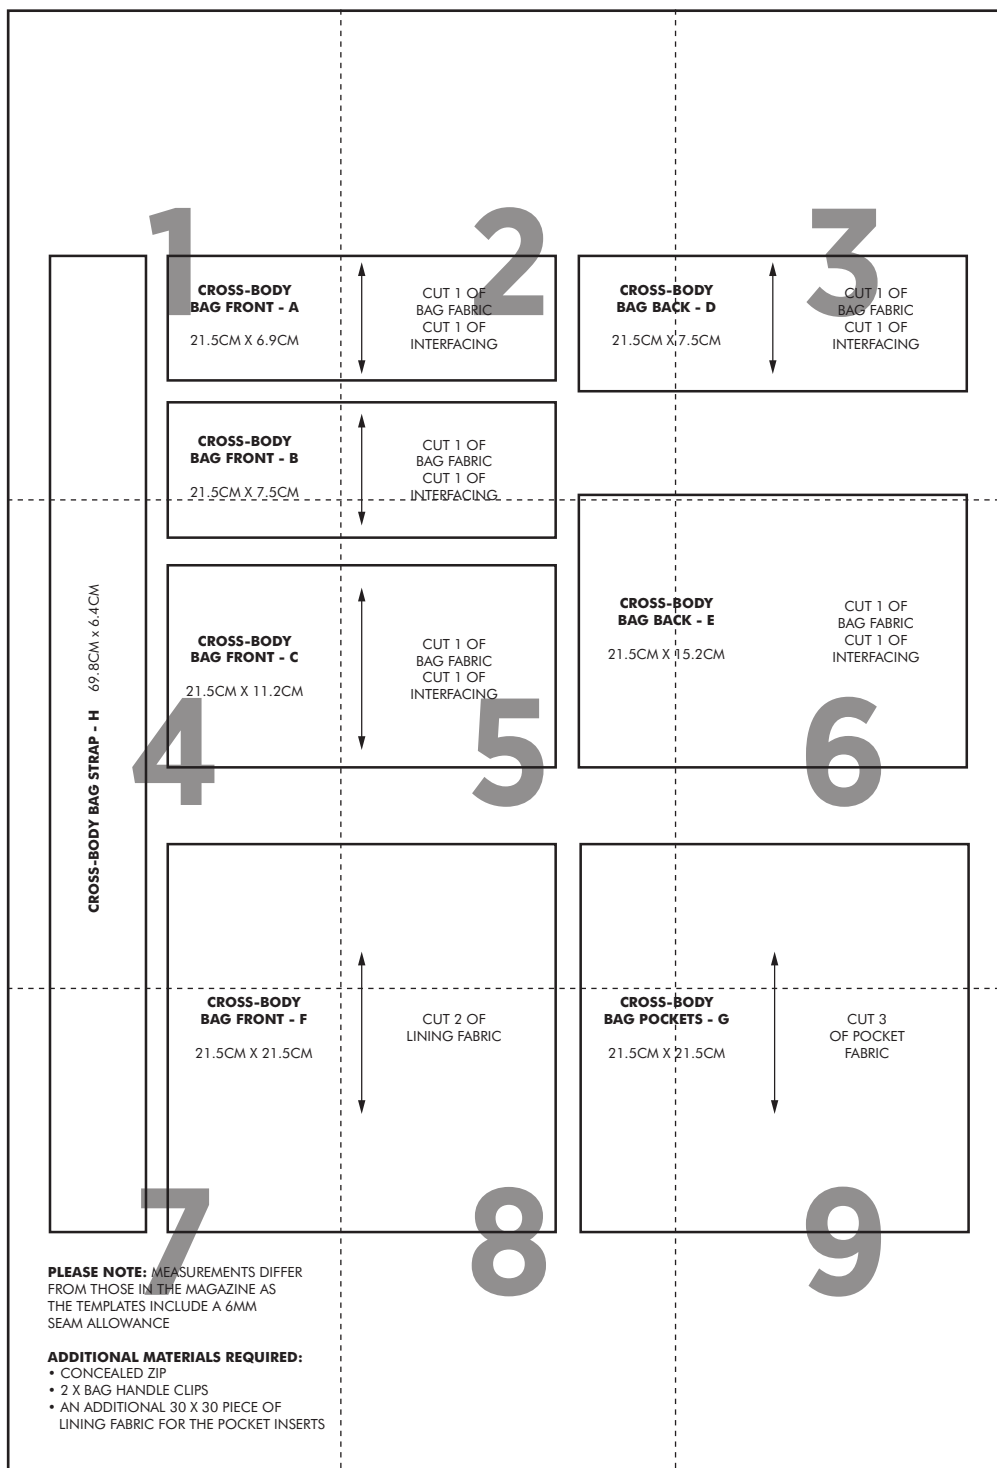 1
2
3
CROSS-BODY
BAG FRONT - A
21.5CM X 6.9CM
CUT 1 OF
BAG FABRIC
CUT 1 OF
INTERFACING
CROSS-BODY
BAG BACK - D
21.5CM X 7.5CM
CUT 1 OF
BAG FABRIC
CUT 1 OF
INTERFACING
CROSS-BODY
BAG FRONT - B
21.5CM X 7.5CM
CUT 1 OF
BAG FABRIC
CUT 1 OF
INTERFACING
CROSS-BODY BAG STRAP - H 69.8CM x 6.4CM
CROSS-BODY
BAG FRONT - C
21.5CM X 11.2CM
CUT 1 OF
BAG FABRIC
CUT 1 OF
INTERFACING
CROSS-BODY
BAG BACK - E
21.5CM X 15.2CM
CUT 1 OF
BAG FABRIC
CUT 1 OF
INTERFACING
4
5
6
CROSS-BODY
BAG FRONT - F
21.5CM X 21.5CM
CUT 2 OF
LINING FABRIC
CROSS-BODY
BAG POCKETS - G
21.5CM X 21.5CM
CUT 3
OF POCKET
FABRIC
7
8
9
PLEASE NOTE: MEASUREMENTS DIFFER
FROM THOSE IN THE MAGAZINE AS
THE TEMPLATES INCLUDE A 6MM
SEAM ALLOWANCE
ADDITIONAL MATERIALS REQUIRED:
• CONCEALED ZIP
• 2 X BAG HANDLE CLIPS
• AN ADDITIONAL 30 X 30 PIECE OF
LINING FABRIC FOR THE POCKET INSERTS